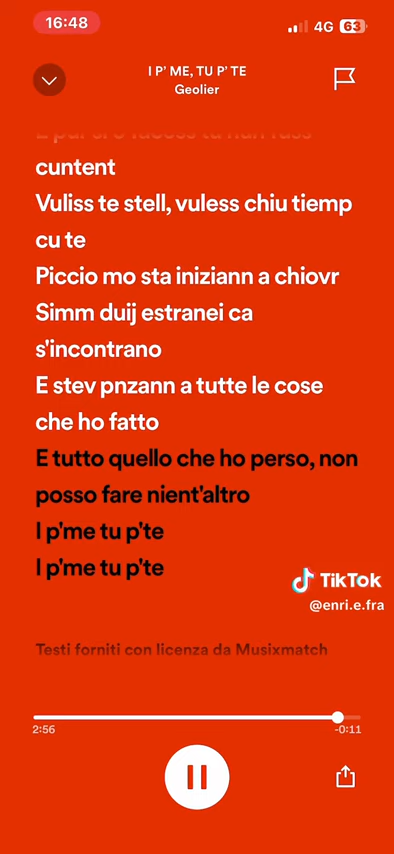 16:48
4G 63
I P' ME, TU P' TE
Geolier
cuntent
Vuliss te stell, vuless chiu tiemp
cu te
Piccio mo sta iniziann a chiovr
Simm duij estranei ca
s'incontrano
E stev pnzann a tutte le cose
che ho fatto
E tutto quello che ho perso, non
posso fare nient'altro
I p'me tu p'te
I p'me tu p'te
TikTok
@enri.e.fra
Testi forniti con licenza da Musixmatch
2:56
-0:11